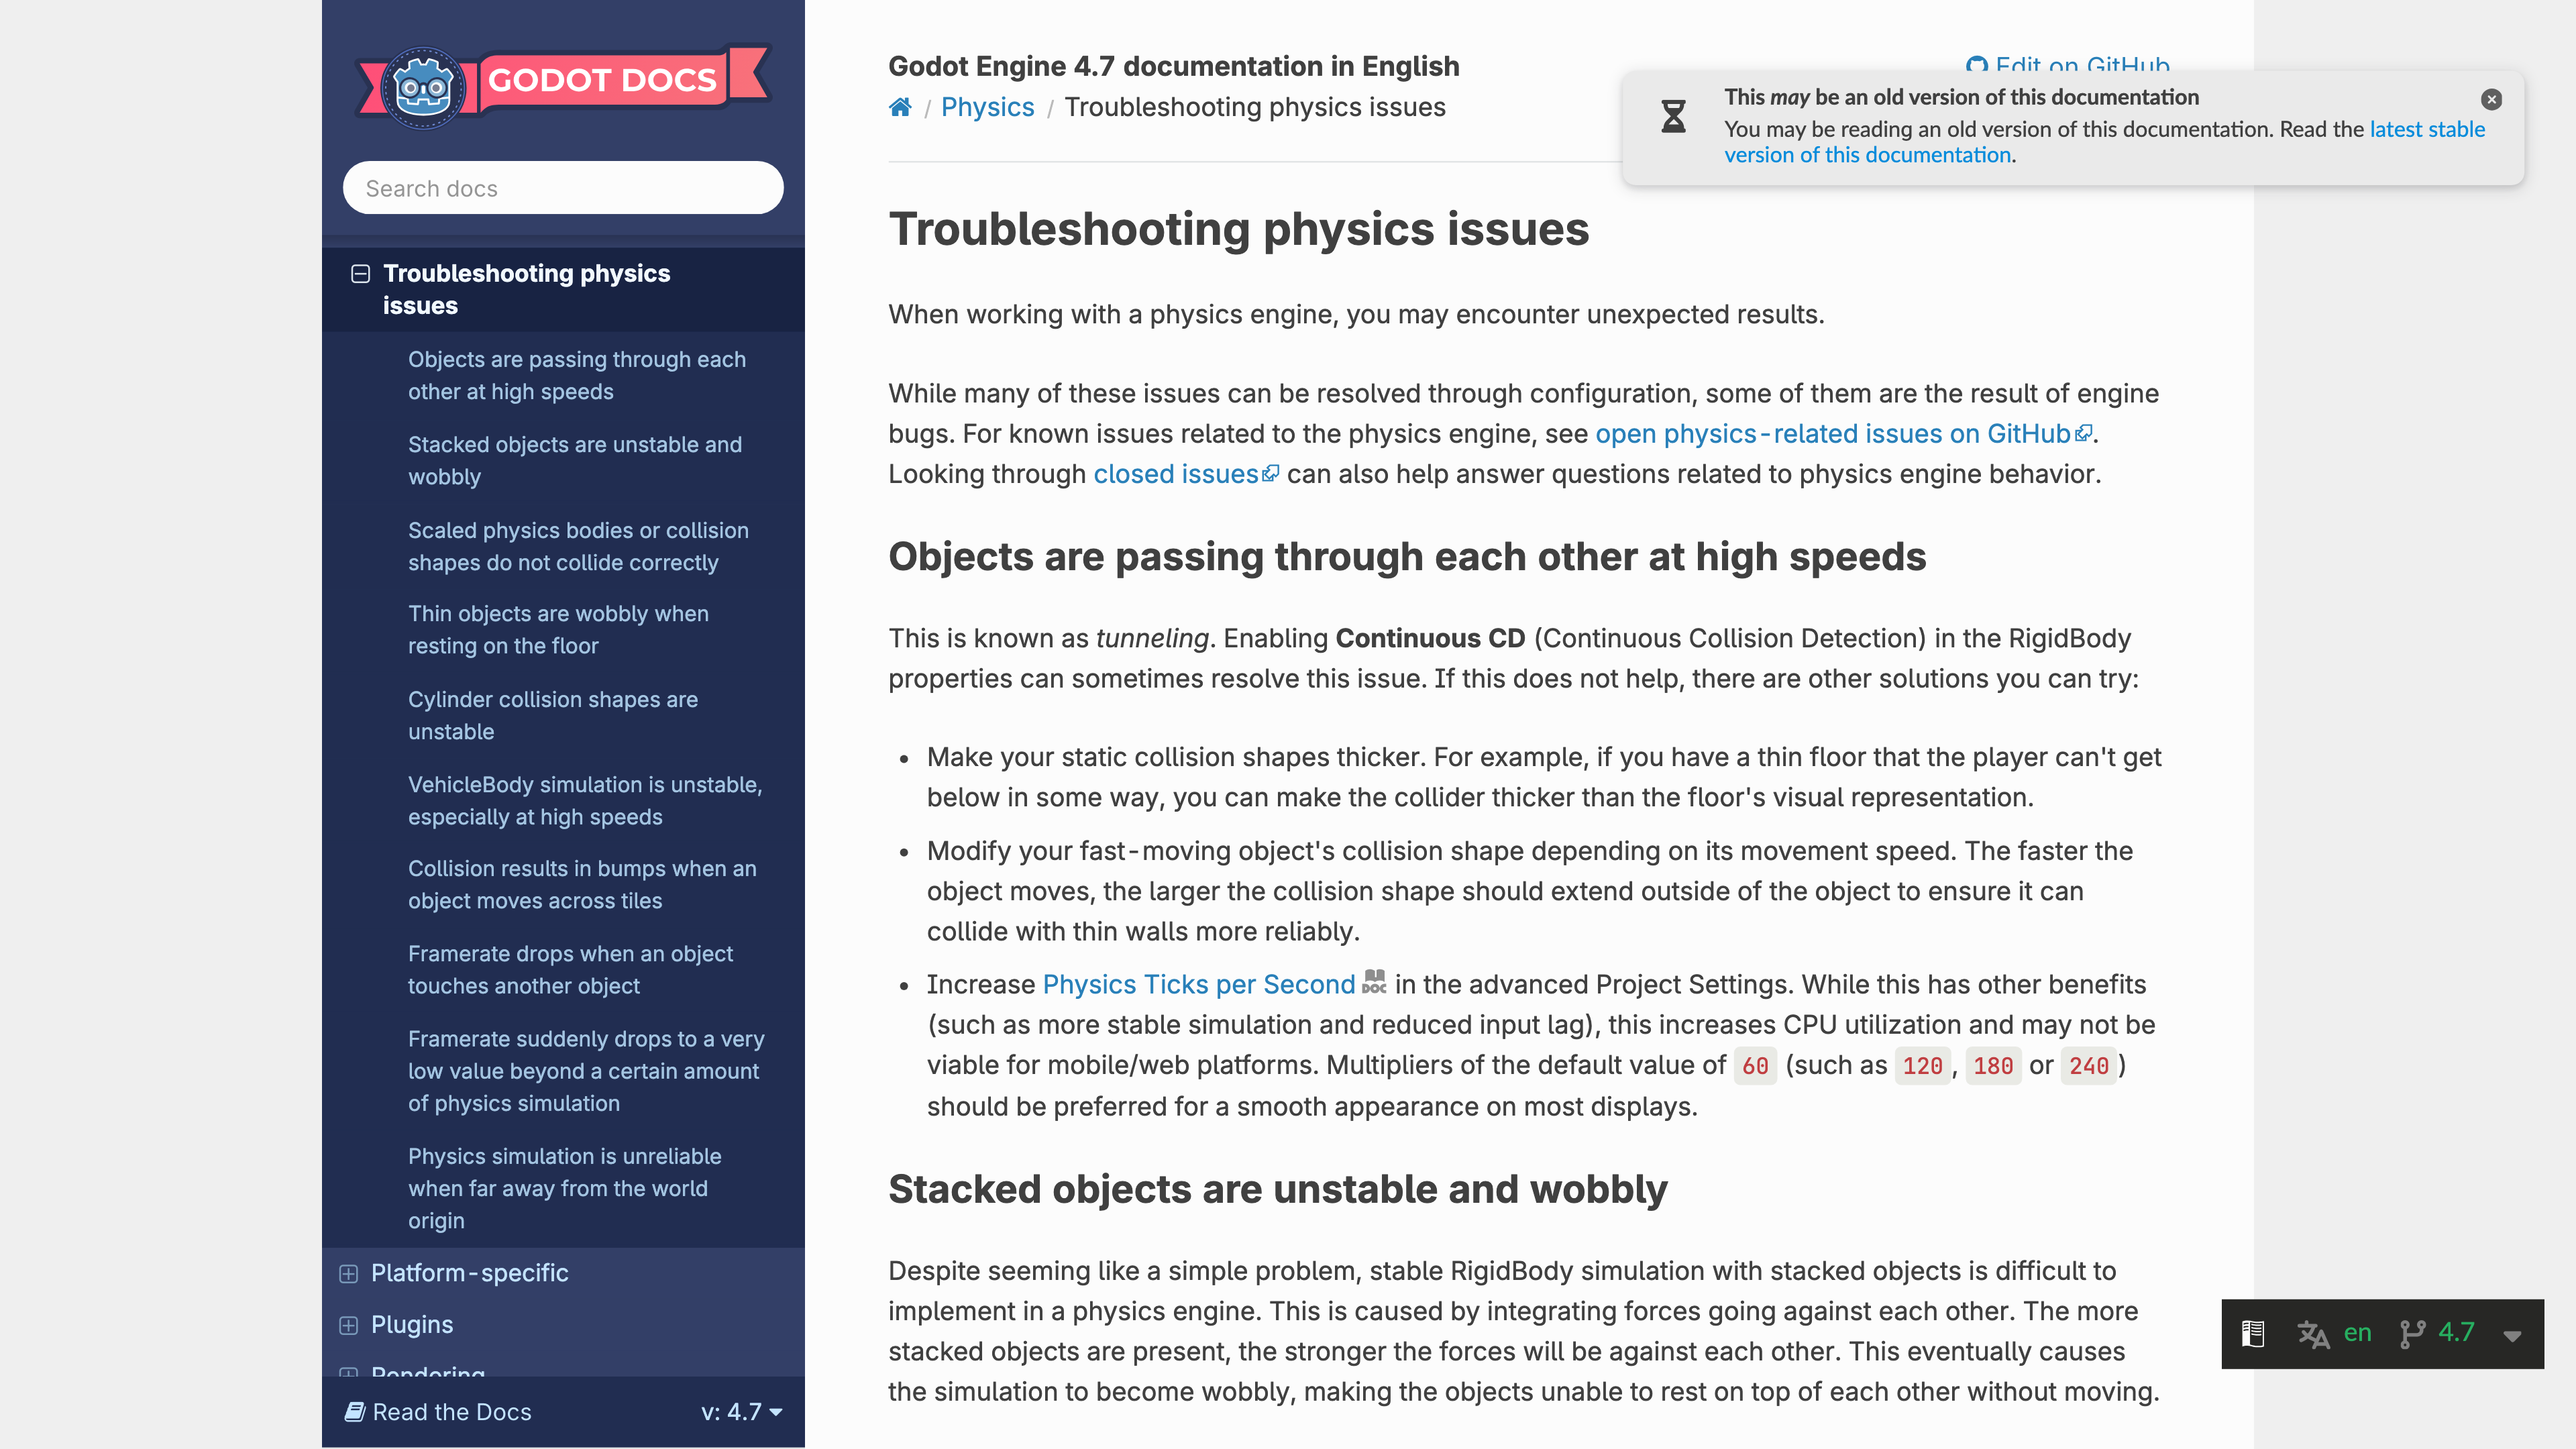 GODOT DOCS
Search docs
Troubleshooting physics
issues
Objects are passing through each
other at high speeds
Stacked objects are unstable and
wobbly
Scaled physics bodies or collision
shapes do not collide correctly
Thin objects are wobbly when
resting on the floor
Cylinder collision shapes are
unstable
VehicleBody simulation is unstable,
especially at high speeds
Collision results in bumps when an
object moves across tiles
Framerate drops when an object
touches another object
Framerate suddenly drops to a very
low value beyond a certain amount
of physics simulation
Physics simulation is unreliable
when far away from the world
origin
Platform-specific
Plugins
Rendering
Read the Docs v: 4.7
Godot Engine 4.7 documentation in English
Edit on GitHub
/ Physics / Troubleshooting physics issues
This may be an old version of this documentation
You may be reading an old version of this documentation. Read the latest stable
version of this documentation.
Troubleshooting physics issues
When working with a physics engine, you may encounter unexpected results.
While many of these issues can be resolved through configuration, some of them are the result of engine
bugs. For known issues related to the physics engine, see open physics-related issues on GitHub.
Looking through closed issues can also help answer questions related to physics engine behavior.
Objects are passing through each other at high speeds
This is known as tunneling. Enabling Continuous CD (Continuous Collision Detection) in the RigidBody
properties can sometimes resolve this issue. If this does not help, there are other solutions you can try:
• Make your static collision shapes thicker. For example, if you have a thin floor that the player can't get
below in some way, you can make the collider thicker than the floor's visual representation.
• Modify your fast-moving object's collision shape depending on its movement speed. The faster the
object moves, the larger the collision shape should extend outside of the object to ensure it can
collide with thin walls more reliably.
• Increase Physics Ticks per Second DOC in the advanced Project Settings. While this has other benefits
(such as more stable simulation and reduced input lag), this increases CPU utilization and may not be
viable for mobile/web platforms. Multipliers of the default value of 60 (such as 120, 180 or 240)
should be preferred for a smooth appearance on most displays.
Stacked objects are unstable and wobbly
Despite seeming like a simple problem, stable RigidBody simulation with stacked objects is difficult to
implement in a physics engine. This is caused by integrating forces going against each other. The more
stacked objects are present, the stronger the forces will be against each other. This eventually causes
the simulation to become wobbly, making the objects unable to rest on top of each other without moving.
en 4.7